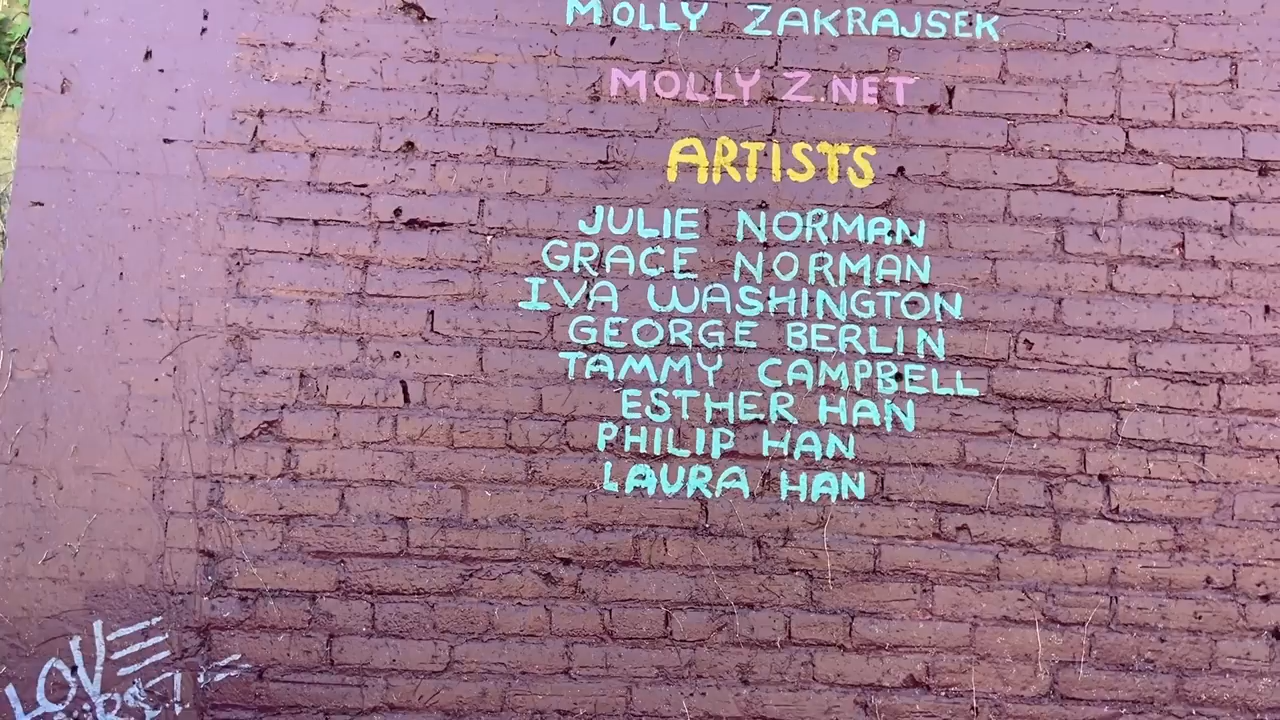 MOLLY ZAKRAJSEK
MOLLY Z.NET
ARTISTS
JULIE NORMAN
GRACE NORMAN
IVA WASHINGTON
GEORGE BERLIN
TAMMY CAMPBELL
ESTHER HAN
PHILIP HAN
LAURA HAN
LOVE